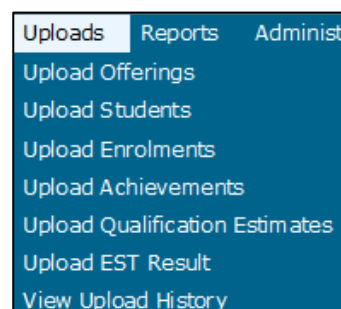 Uploads Reports Administ
Upload Offerings
Upload Students
Upload Enrolments
Upload Achievements
Upload Qualification Estimates
Upload EST Result
View Upload History